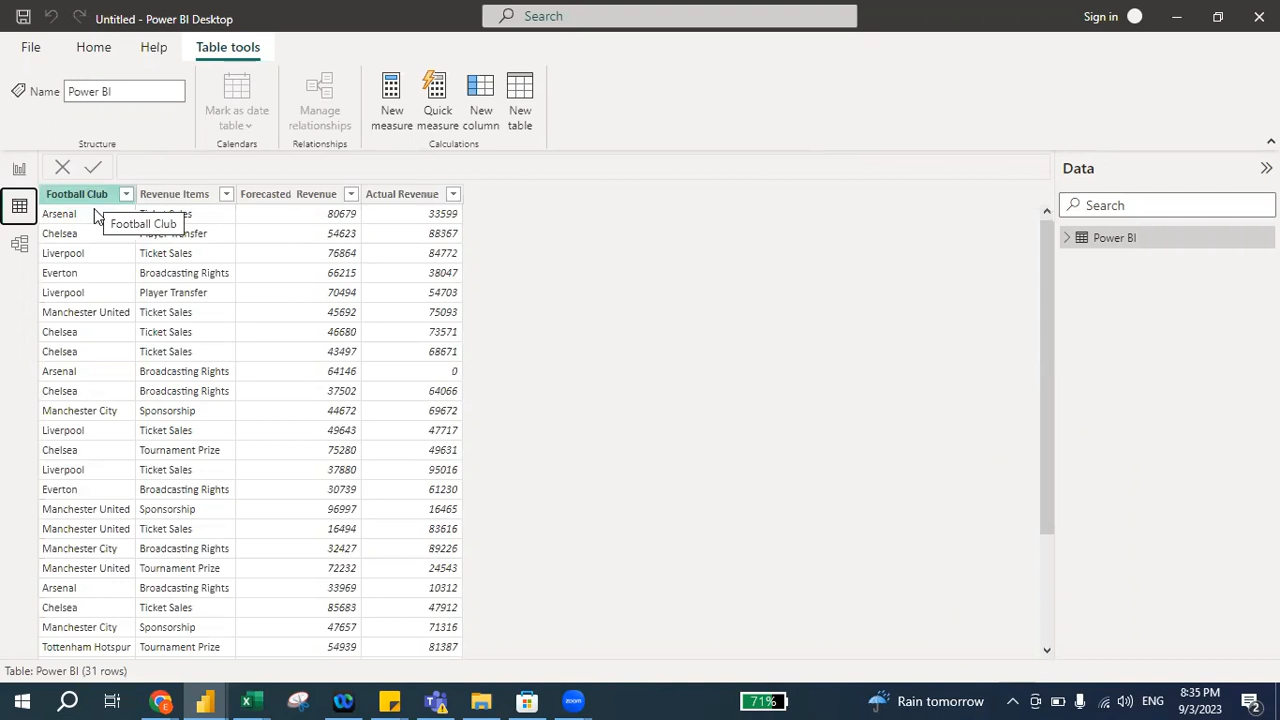 Untitled - Power BI Desktop
Search
Sign in
File
Home
Help
Table tools
Name
Power BI
Mark as date table
Manage relationships
New measure
Quick measure
New column
New table
Structure
Calendars
Relationships
Calculations
Data
Search
Power BI
Football Club Revenue Items Forecasted Revenue Actual Revenue
Arsenal Ticket Sales 80679 33599
Football Club
Chelsea Player Transfer 54623 88367
Liverpool Ticket Sales 76864 84772
Everton Broadcasting Rights 66215 38047
Liverpool Player Transfer 70494 54703
Manchester United Ticket Sales 45692 75093
Chelsea Ticket Sales 46680 73571
Chelsea Ticket Sales 43497 68671
Arsenal Broadcasting Rights 64146 0
Chelsea Broadcasting Rights 37502 64066
Manchester City Sponsorship 44672 69672
Liverpool Ticket Sales 49643 47717
Chelsea Tournament Prize 75280 49631
Liverpool Ticket Sales 37880 95016
Everton Broadcasting Rights 30739 61230
Manchester United Sponsorship 96997 16465
Manchester United Ticket Sales 16494 83616
Manchester City Broadcasting Rights 32427 89226
Manchester United Tournament Prize 72232 24543
Arsenal Broadcasting Rights 33969 10312
Chelsea Ticket Sales 85683 47912
Manchester City Sponsorship 47657 71316
Tottenham Hotspur Tournament Prize 54939 81387
Table: Power BI (31 rows)
71%
Rain tomorrow
ENG
8:35 PM
9/3/2023
2